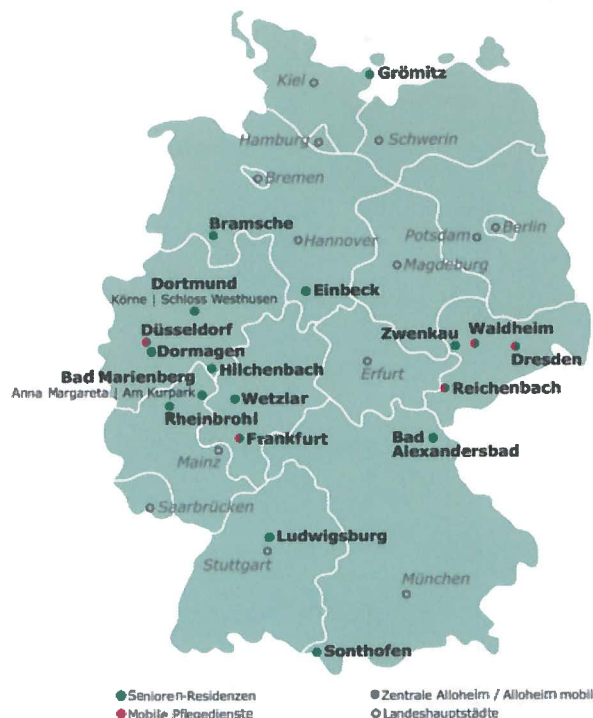 Grömitz
Kiel
Hamburg
Schwerin
Bremen
Bramsche
Hannover
Potsdam
Berlin
Magdeburg
Dortmund
Körne | Schloss Westhusen
Einbeck
Düsseldorf
Dormagen
Zwenkau
Waldheim
Dresden
Hilchenbach
Erfurt
Bad Marienberg
Anna Margareta | Am Kurpark
Wetzlar
Reichenbach
Rheinbrohl
Frankfurt
Bad
Alexandersbad
Mainz
Saarbrücken
Ludwigsburg
Stuttgart
München
Sonthofen
Senioren-Residenzen
Zentrale Alloheim / Alloheim mobil
Mobile Pflegedienste
Landeshauptstädte